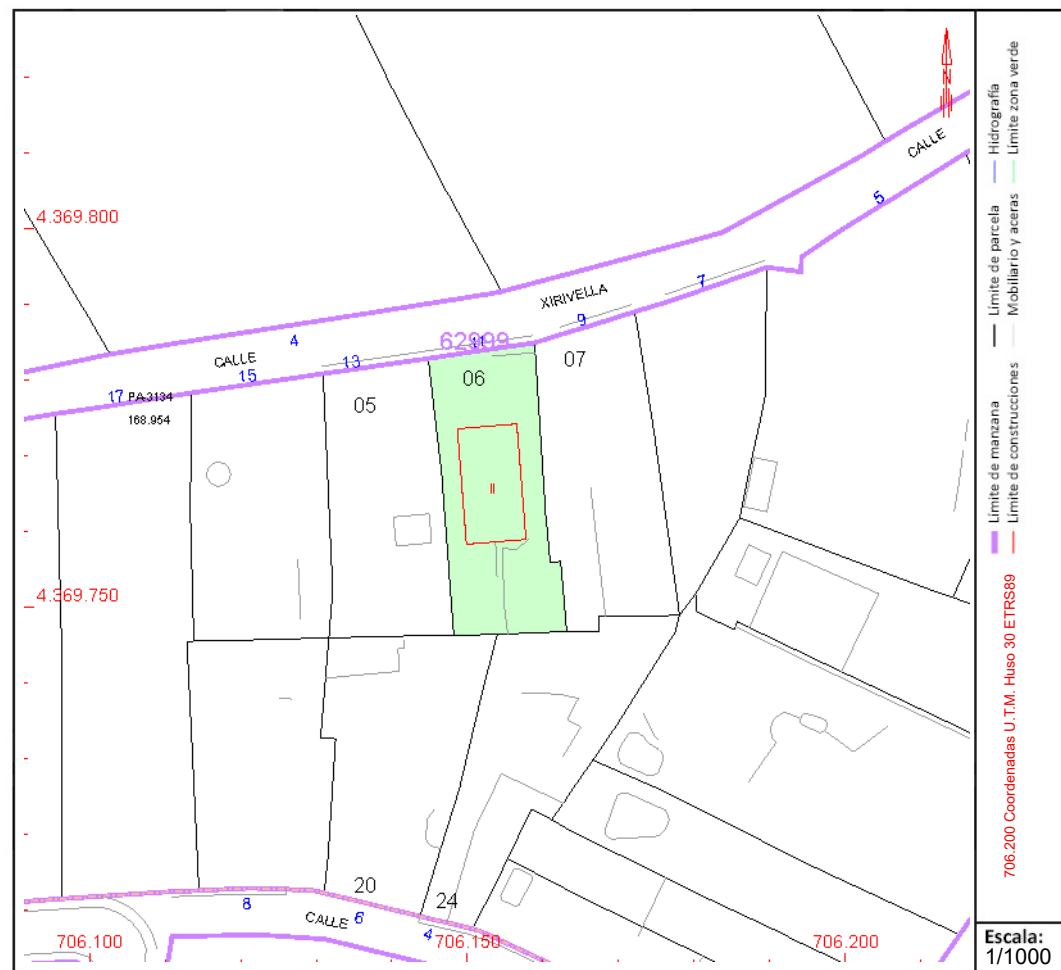 CALLE
5
4.369.800
7
XIRIVELLA
9
4
62999
11
CALLE
13
07
15
06
17
PA-3134
05
168.954
II
4.369.750
20
24
8
CALLE
6
4
706.100
706.150
706.200
N
Hidrografía
Límite zona verde
Límite de parcela
Mobiliario y aceras
Límite de manzana
Límite de construcciones
706.200 Coordenadas U.T.M. Huso 30 ETRS89
Escala:
1/1000